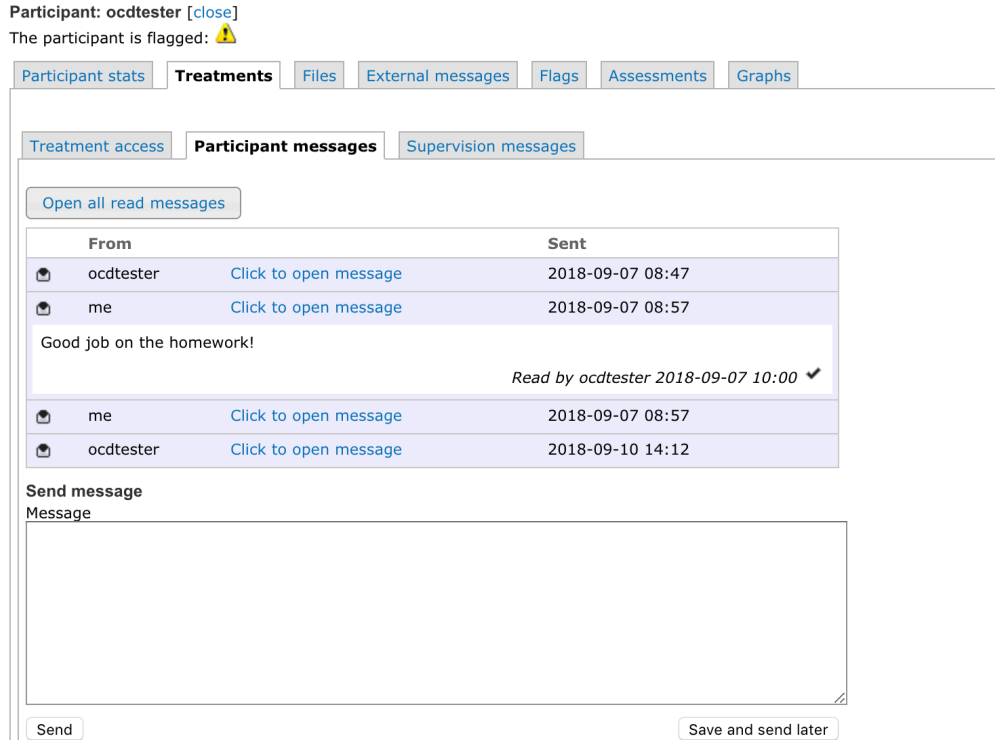 Participant: ocdtester [close]
The participant is flagged:
Participant stats Treatments Files External messages Flags Assessments Graphs
Treatment access Participant messages Supervision messages
Open all read messages
From Sent
ocdtester Click to open message 2018-09-07 08:47
me Click to open message 2018-09-07 08:57
Good job on the homework!
Read by ocdtester 2018-09-07 10:00
me Click to open message 2018-09-07 08:57
ocdtester Click to open message 2018-09-10 14:12
Send message
Message
Send Save and send later